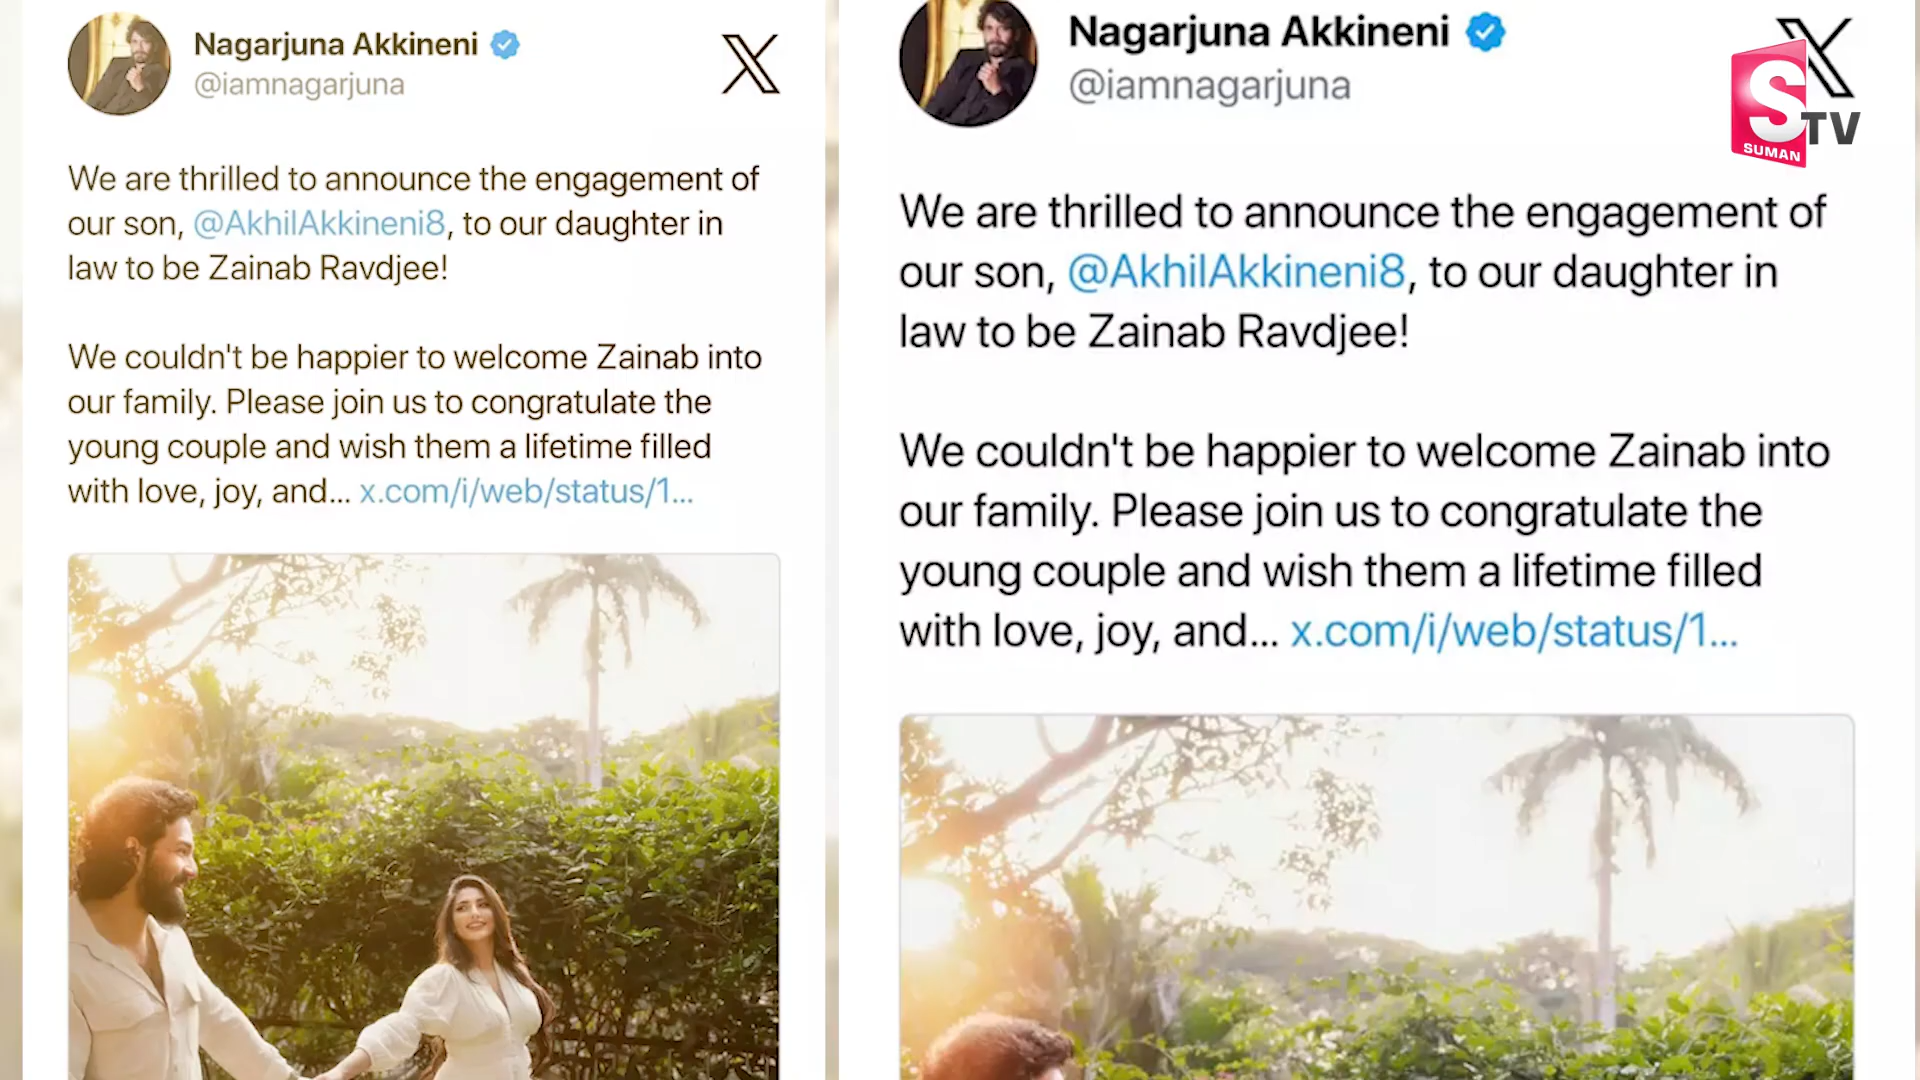 Nagarjuna Akkineni
@iamnagarjuna
We are thrilled to announce the engagement of
our son, @AkhilAkkineni8, to our daughter in
law to be Zainab Ravdjee!
We couldn't be happier to welcome Zainab into
our family. Please join us to congratulate the
young couple and wish them a lifetime filled
with love, joy, and... x.com/i/web/status/1...
Nagarjuna Akkineni
@iamnagarjuna
S
TV
SUMAN
We are thrilled to announce the engagement of
our son, @AkhilAkkineni8, to our daughter in
law to be Zainab Ravdjee!
We couldn't be happier to welcome Zainab into
our family. Please join us to congratulate the
young couple and wish them a lifetime filled
with love, joy, and... x.com/i/web/status/1...